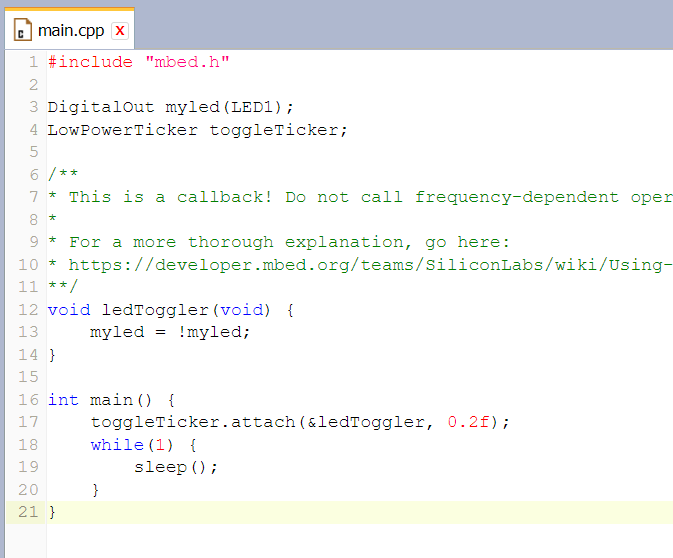 main.cpp x
1 #include "mbed.h"
2
3 DigitalOut myled(LED1);
4 LowPowerTicker toggleTicker;
5
6 /**
7 * This is a callback! Do not call frequency-dependent oper
8 *
9 * For a more thorough explanation, go here:
10 * https://developer.mbed.org/teams/SiliconLabs/wiki/Using-
11 **/
12 void ledToggler(void) {
13     myled = !myled;
14 }
15
16 int main() {
17     toggleTicker.attach(&ledToggler, 0.2f);
18     while(1) {
19         sleep();
20     }
21 }